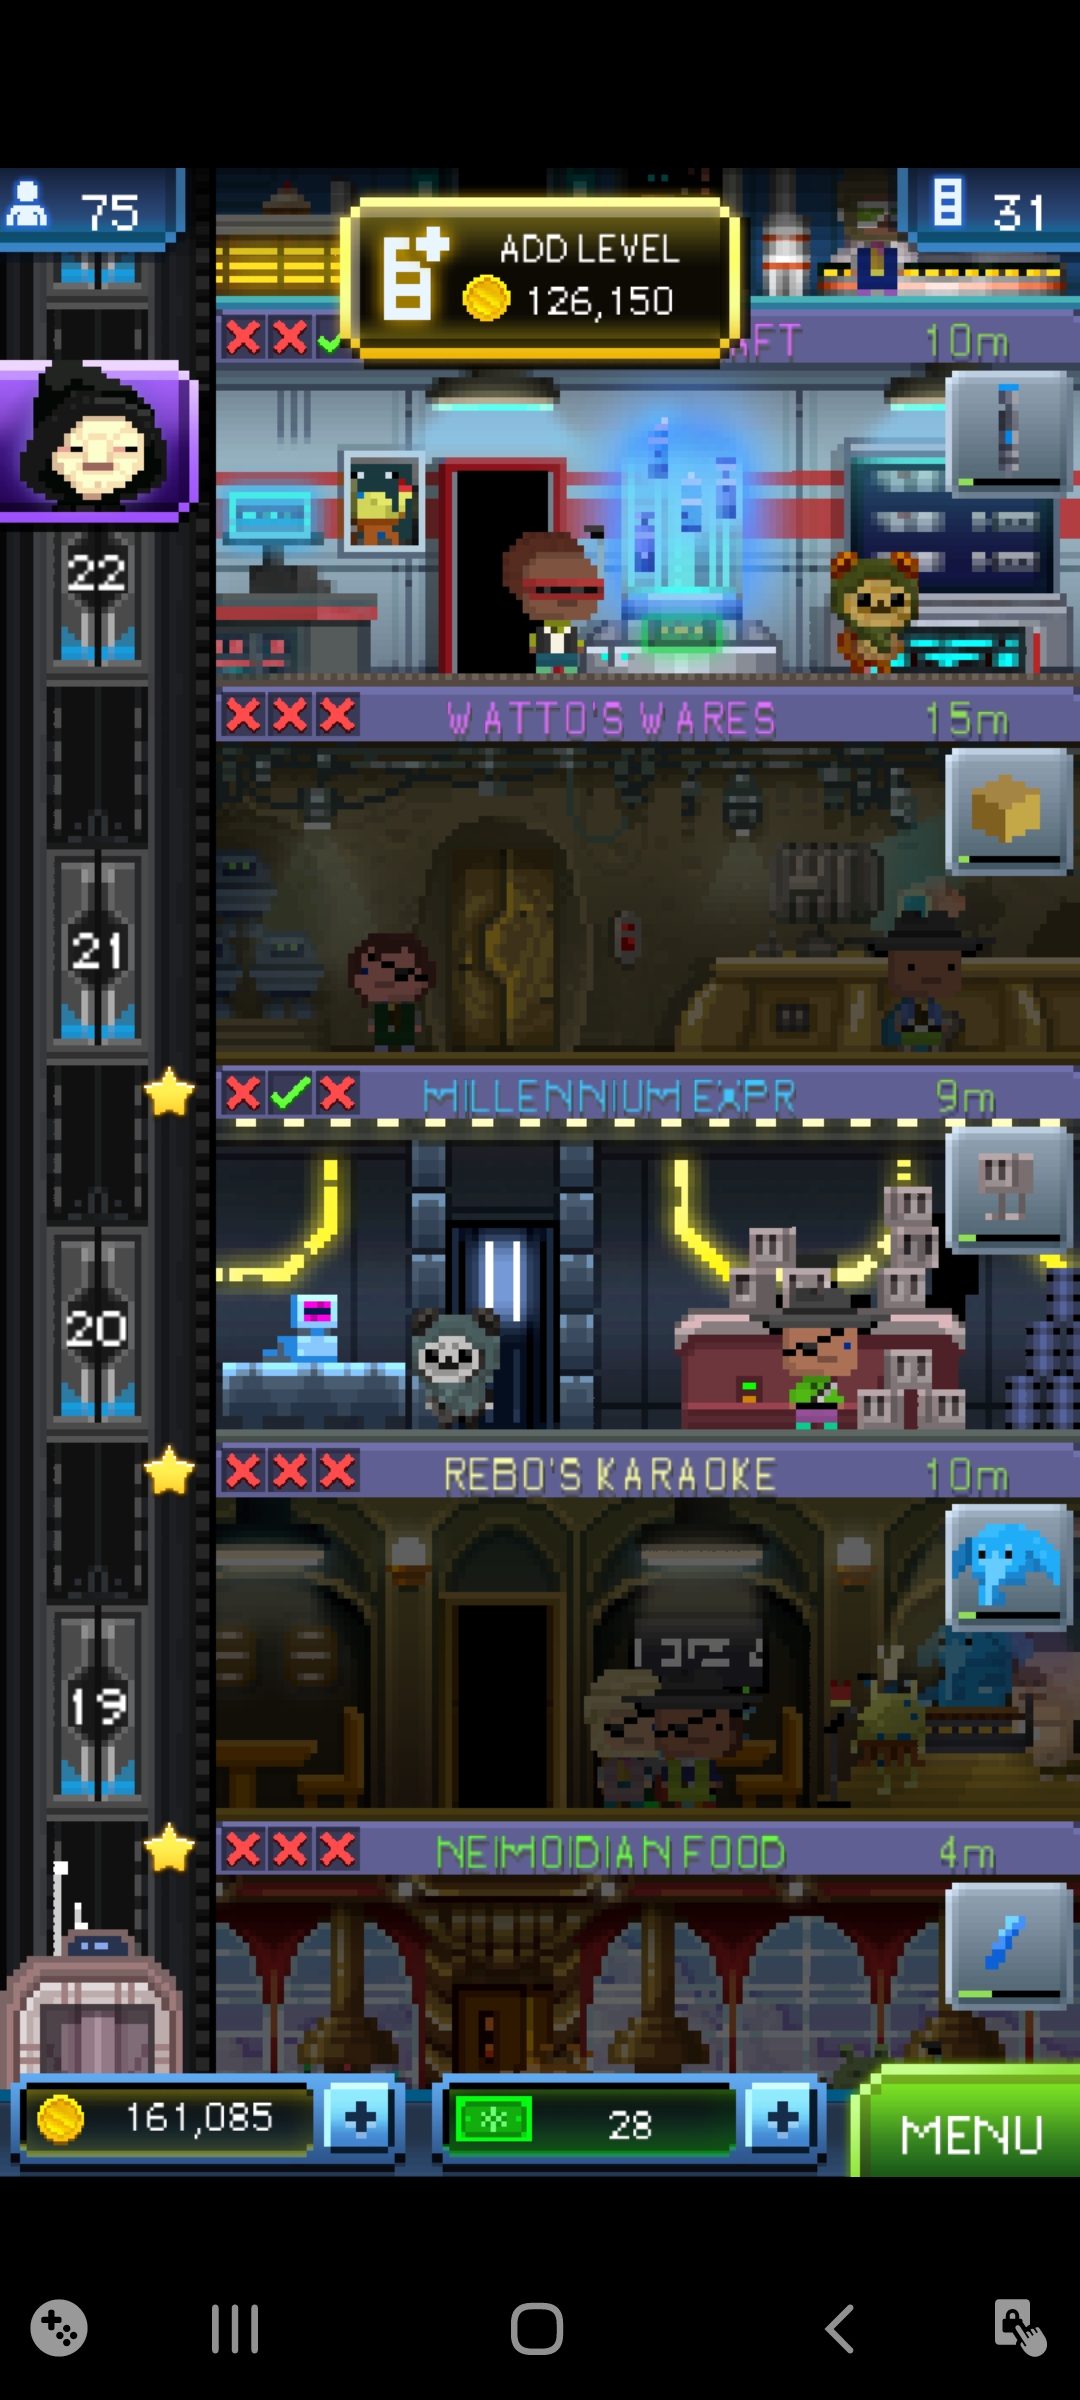 75
31
ADD LEVEL
126,150
10m
22
WATTO'S WARES
15m
21
MILLENNIUM EXPR
9m
20
REBO'S KARAOKE
10m
19
NEIMOIDIAN FOOD
4m
161,085
28
MENU